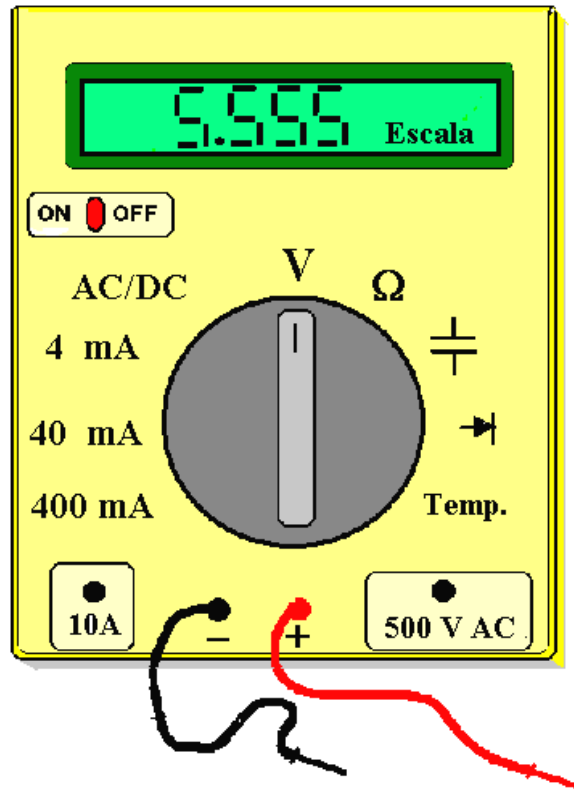 5.555 Escala
ON OFF
V
AC/DC
Ω
4 mA
40 mA
400 mA
Temp.
10A
− +
500 V AC